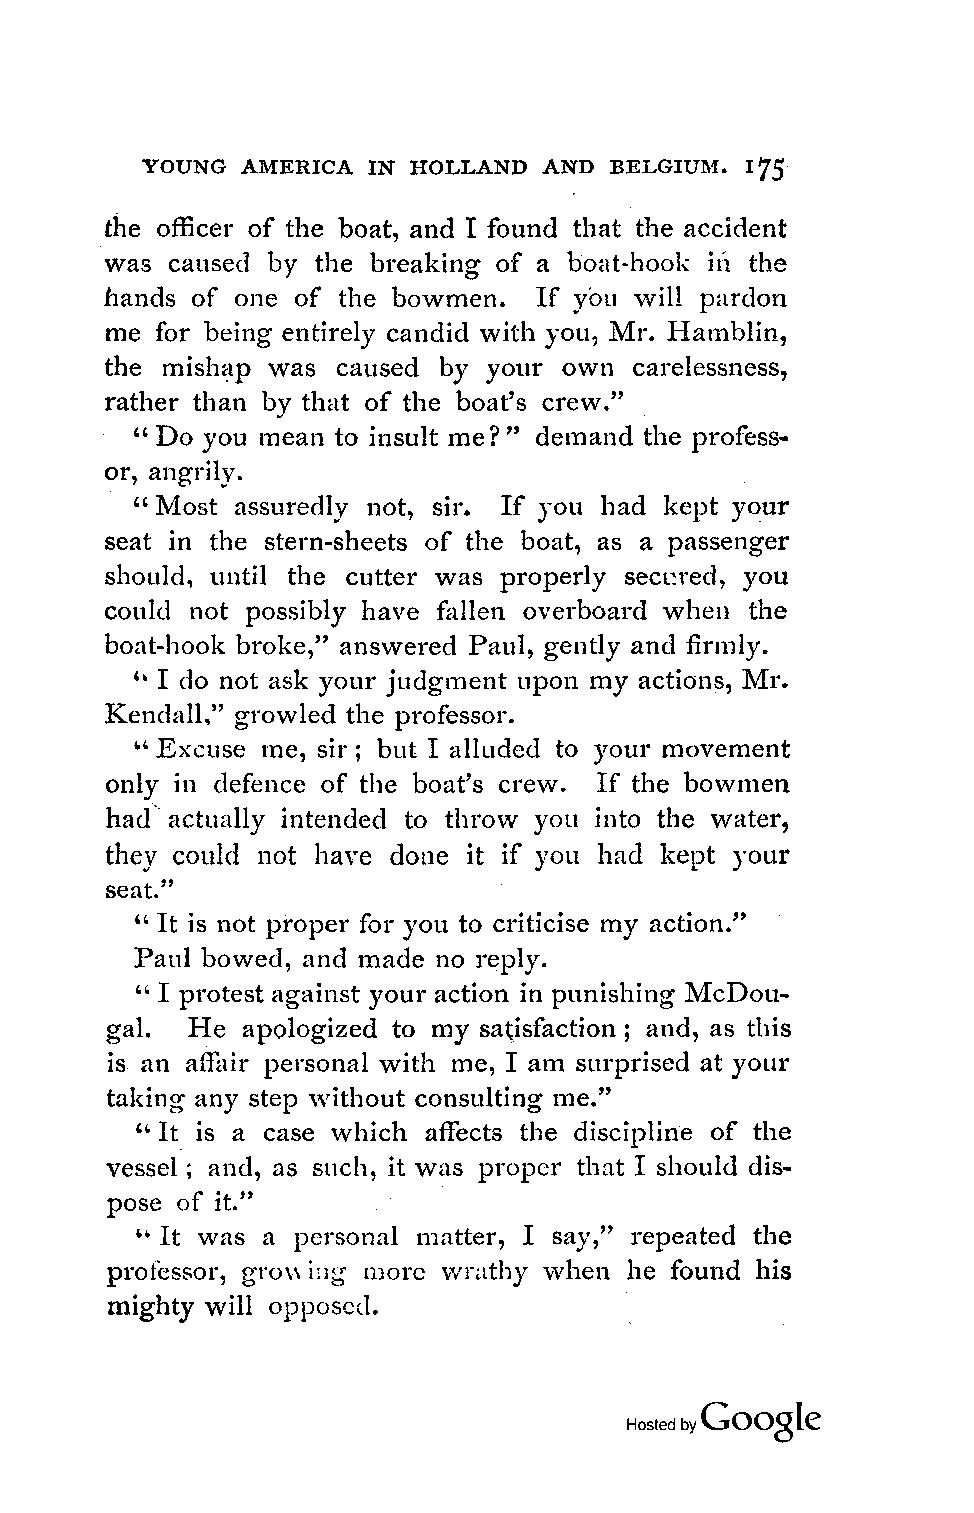 YOUNG AMERICA IN HOLLAND AND BELGIUM. 175
the officer of the boat, and I found that the accident
was caused by the breaking of a boat-hook in the
hands of one of the bowmen. If you will pardon
me for being entirely candid with you, Mr. Hamblin,
the mishap was caused by your own carelessness,
rather than by that of the boat's crew."
"Do you mean to insult me?" demand the profess-
or, angrily.
"Most assuredly not, sir. If you had kept your
seat in the stern-sheets of the boat, as a passenger
should, until the cutter was properly secured, you
could not possibly have fallen overboard when the
boat-hook broke," answered Paul, gently and firmly.
"I do not ask your judgment upon my actions, Mr.
Kendall," growled the professor.
"Excuse me, sir; but I alluded to your movement
only in defence of the boat's crew. If the bowmen
had actually intended to throw you into the water,
they could not have done it if you had kept your
seat."
"It is not proper for you to criticise my action."
Paul bowed, and made no reply.
"I protest against your action in punishing McDou-
gal. He apologized to my satisfaction; and, as this
is an affair personal with me, I am surprised at your
taking any step without consulting me."
"It is a case which affects the discipline of the
vessel; and, as such, it was proper that I should dis-
pose of it."
"It was a personal matter, I say," repeated the
professor, growing more wrathy when he found his
mighty will opposed.
Hosted by Google